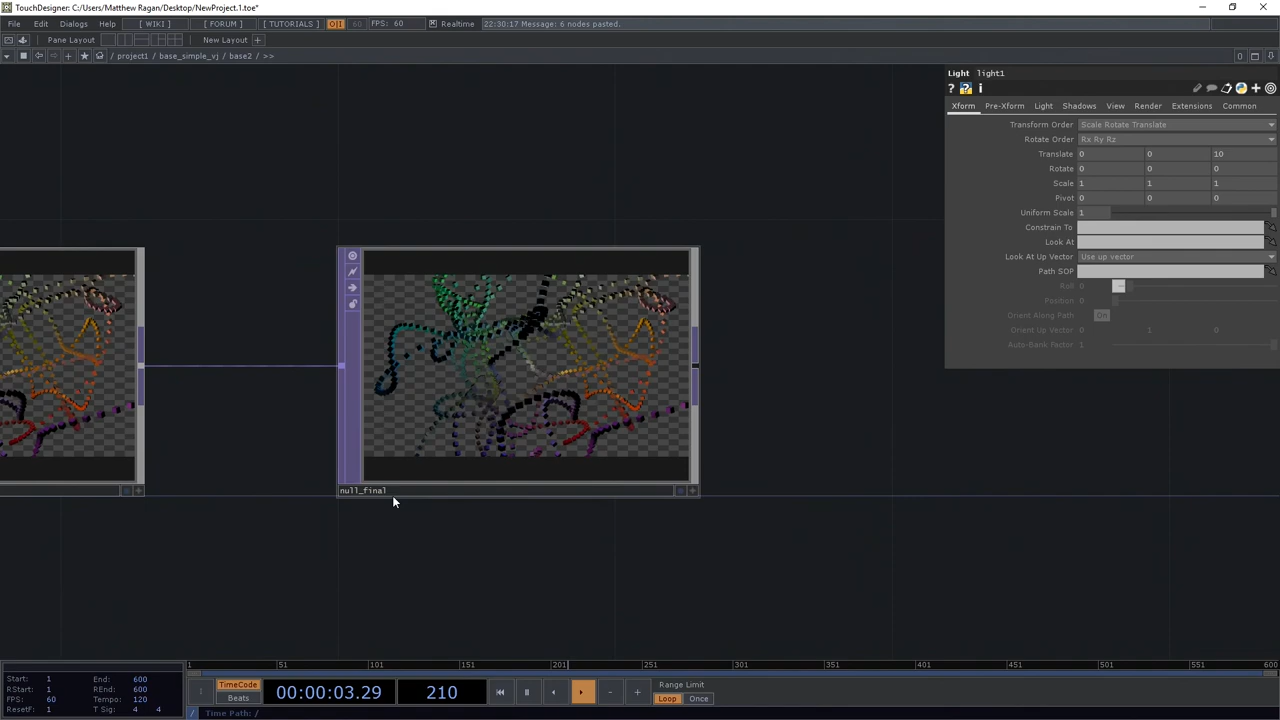 TouchDesigner: C:/Users/Matthew Ragan/Desktop/NewProject.1.toe*
File Edit Dialogs Help [ WIKI ] [ FORUM ] [ TUTORIALS ] O|I 60 FPS: 60 Realtime 22:30:17 Message: 6 nodes pasted.
Pane Layout New Layout +
/ project1 / base_simple_vj / base2 / >> 0
Light light1
? ? i
Xform Pre-Xform Light Shadows View Render Extensions Common
Transform Order Scale Rotate Translate
Rotate Order Rx Ry Rz
Translate 0 0 10
Rotate 0 0 0
Scale 1 1 1
Pivot 0 0 0
Uniform Scale 1
Constrain To
Look At
Look At Up Vector Use up vector
Path SOP
Roll 0
Position 0
Orient Along Path On
Orient Up Vector 0 1 0
Auto-Bank Factor 1
null_final
1 51 101 151 201 251 301 351 401 451 501 551 600
Start: 1 End: 600
RStart: 1 REnd: 600
FPS: 60 Tempo: 120
ResetF: 1 T Sig: 4 4
TimeCode
Beats
00:00:03.29
210
Range Limit
Loop Once
/ Time Path: /